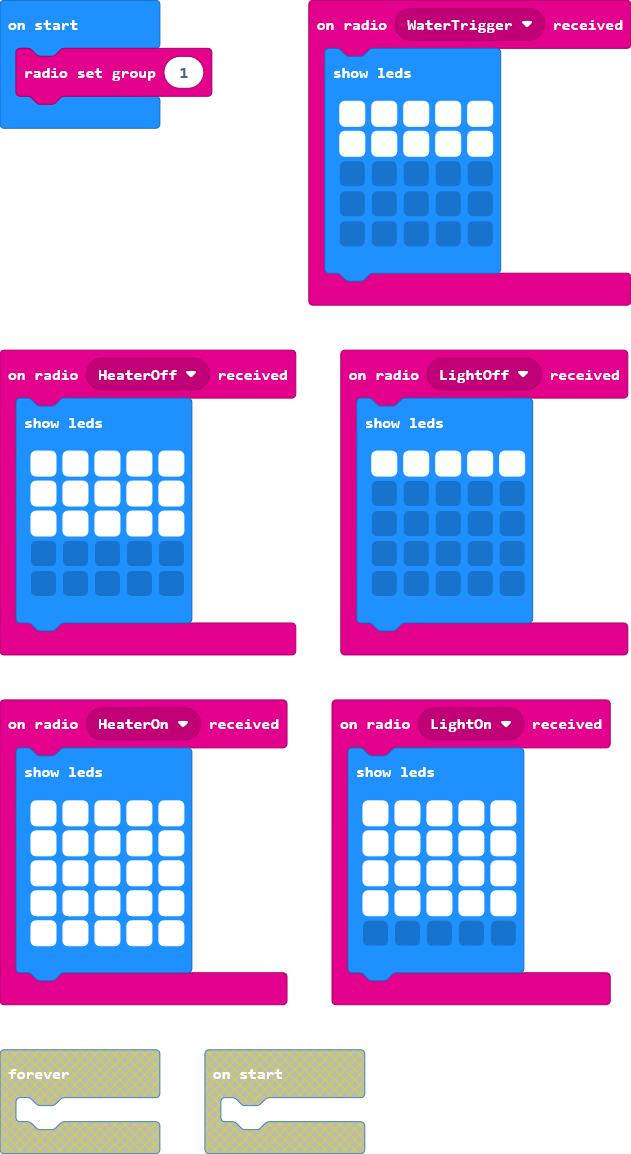 on start
radio set group 1
on radio WaterTrigger received
show leds
on radio HeaterOff received
show leds
on radio LightOff received
show leds
on radio HeaterOn received
show leds
on radio LightOn received
show leds
forever
on start